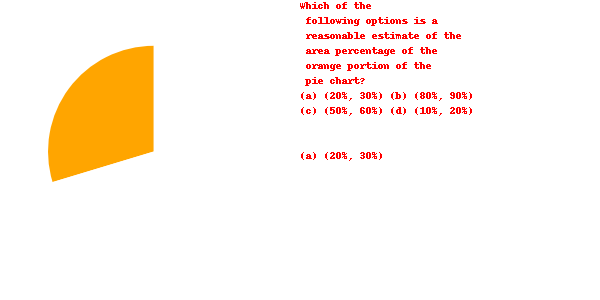 Which of the
following options is a
reasonable estimate of the
area percentage of the
orange portion of the
pie chart?
(a) (20%, 30%) (b) (80%, 90%)
(c) (50%, 60%) (d) (10%, 20%)
(a) (20%, 30%)